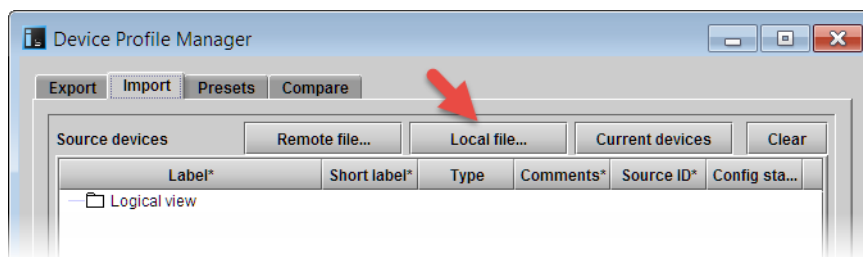 Device Profile Manager
Export Import Presets Compare
Source devices Remote file... Local file... Current devices Clear
Label* Short label* Type Comments* Source ID* Config sta...
Logical view